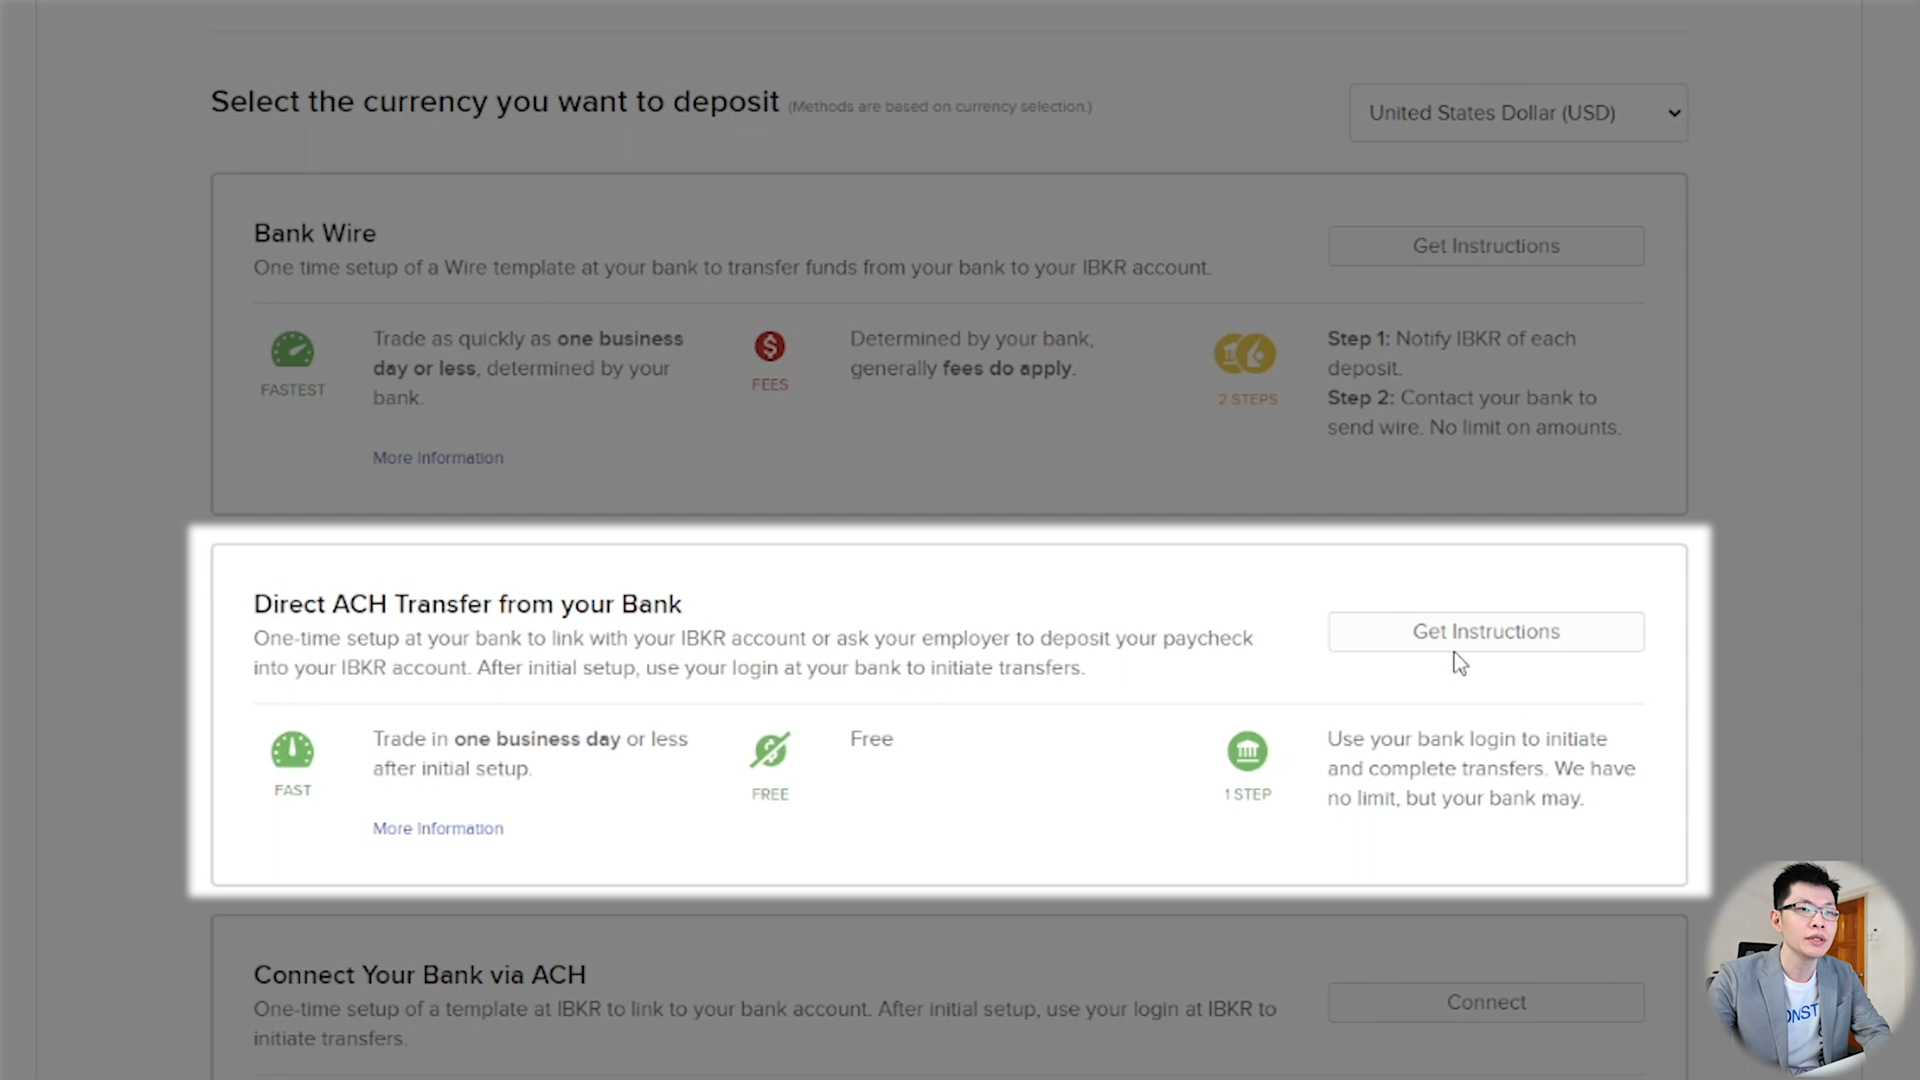 Select the currency you want to deposit (Methods are based on currency selection.)
United States Dollar (USD)
Bank Wire
One time setup of a Wire template at your bank to transfer funds from your bank to your IBKR account.
Get Instructions
FASTEST
Trade as quickly as one business
day or less, determined by your
bank.
More Information
FEES
Determined by your bank,
generally fees do apply.
2 STEPS
Step 1: Notify IBKR of each
deposit.
Step 2: Contact your bank to
send wire. No limit on amounts.
Direct ACH Transfer from your Bank
One-time setup at your bank to link with your IBKR account or ask your employer to deposit your paycheck
into your IBKR account. After initial setup, use your login at your bank to initiate transfers.
Get Instructions
FAST
Trade in one business day or less
after initial setup.
More Information
FREE
Free
1 STEP
Use your bank login to initiate
and complete transfers. We have
no limit, but your bank may.
Connect Your Bank via ACH
One-time setup of a template at IBKR to link to your bank account. After initial setup, use your login at IBKR to
initiate transfers.
Connect